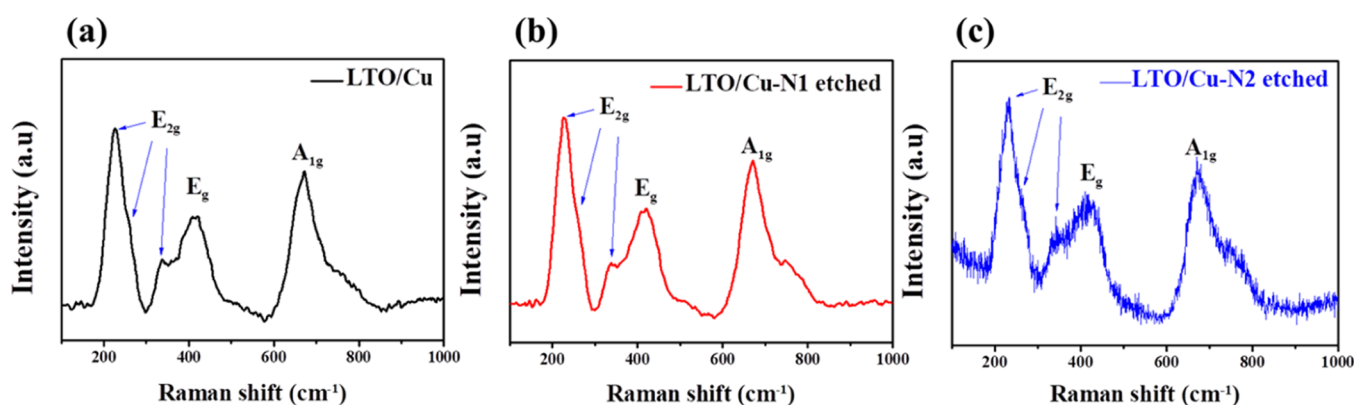 (a)
LTO/Cu
E2g
Eg
A1g
Intensity (a.u)
200 400 600 800 1000
Raman shift (cm-1)
(b)
LTO/Cu-N1 etched
E2g
Eg
A1g
Intensity (a.u)
200 400 600 800 1000
Raman shift (cm-1)
(c)
LTO/Cu-N2 etched
E2g
Eg
A1g
Intensity (a.u)
200 400 600 800 1000
Raman shift (cm-1)